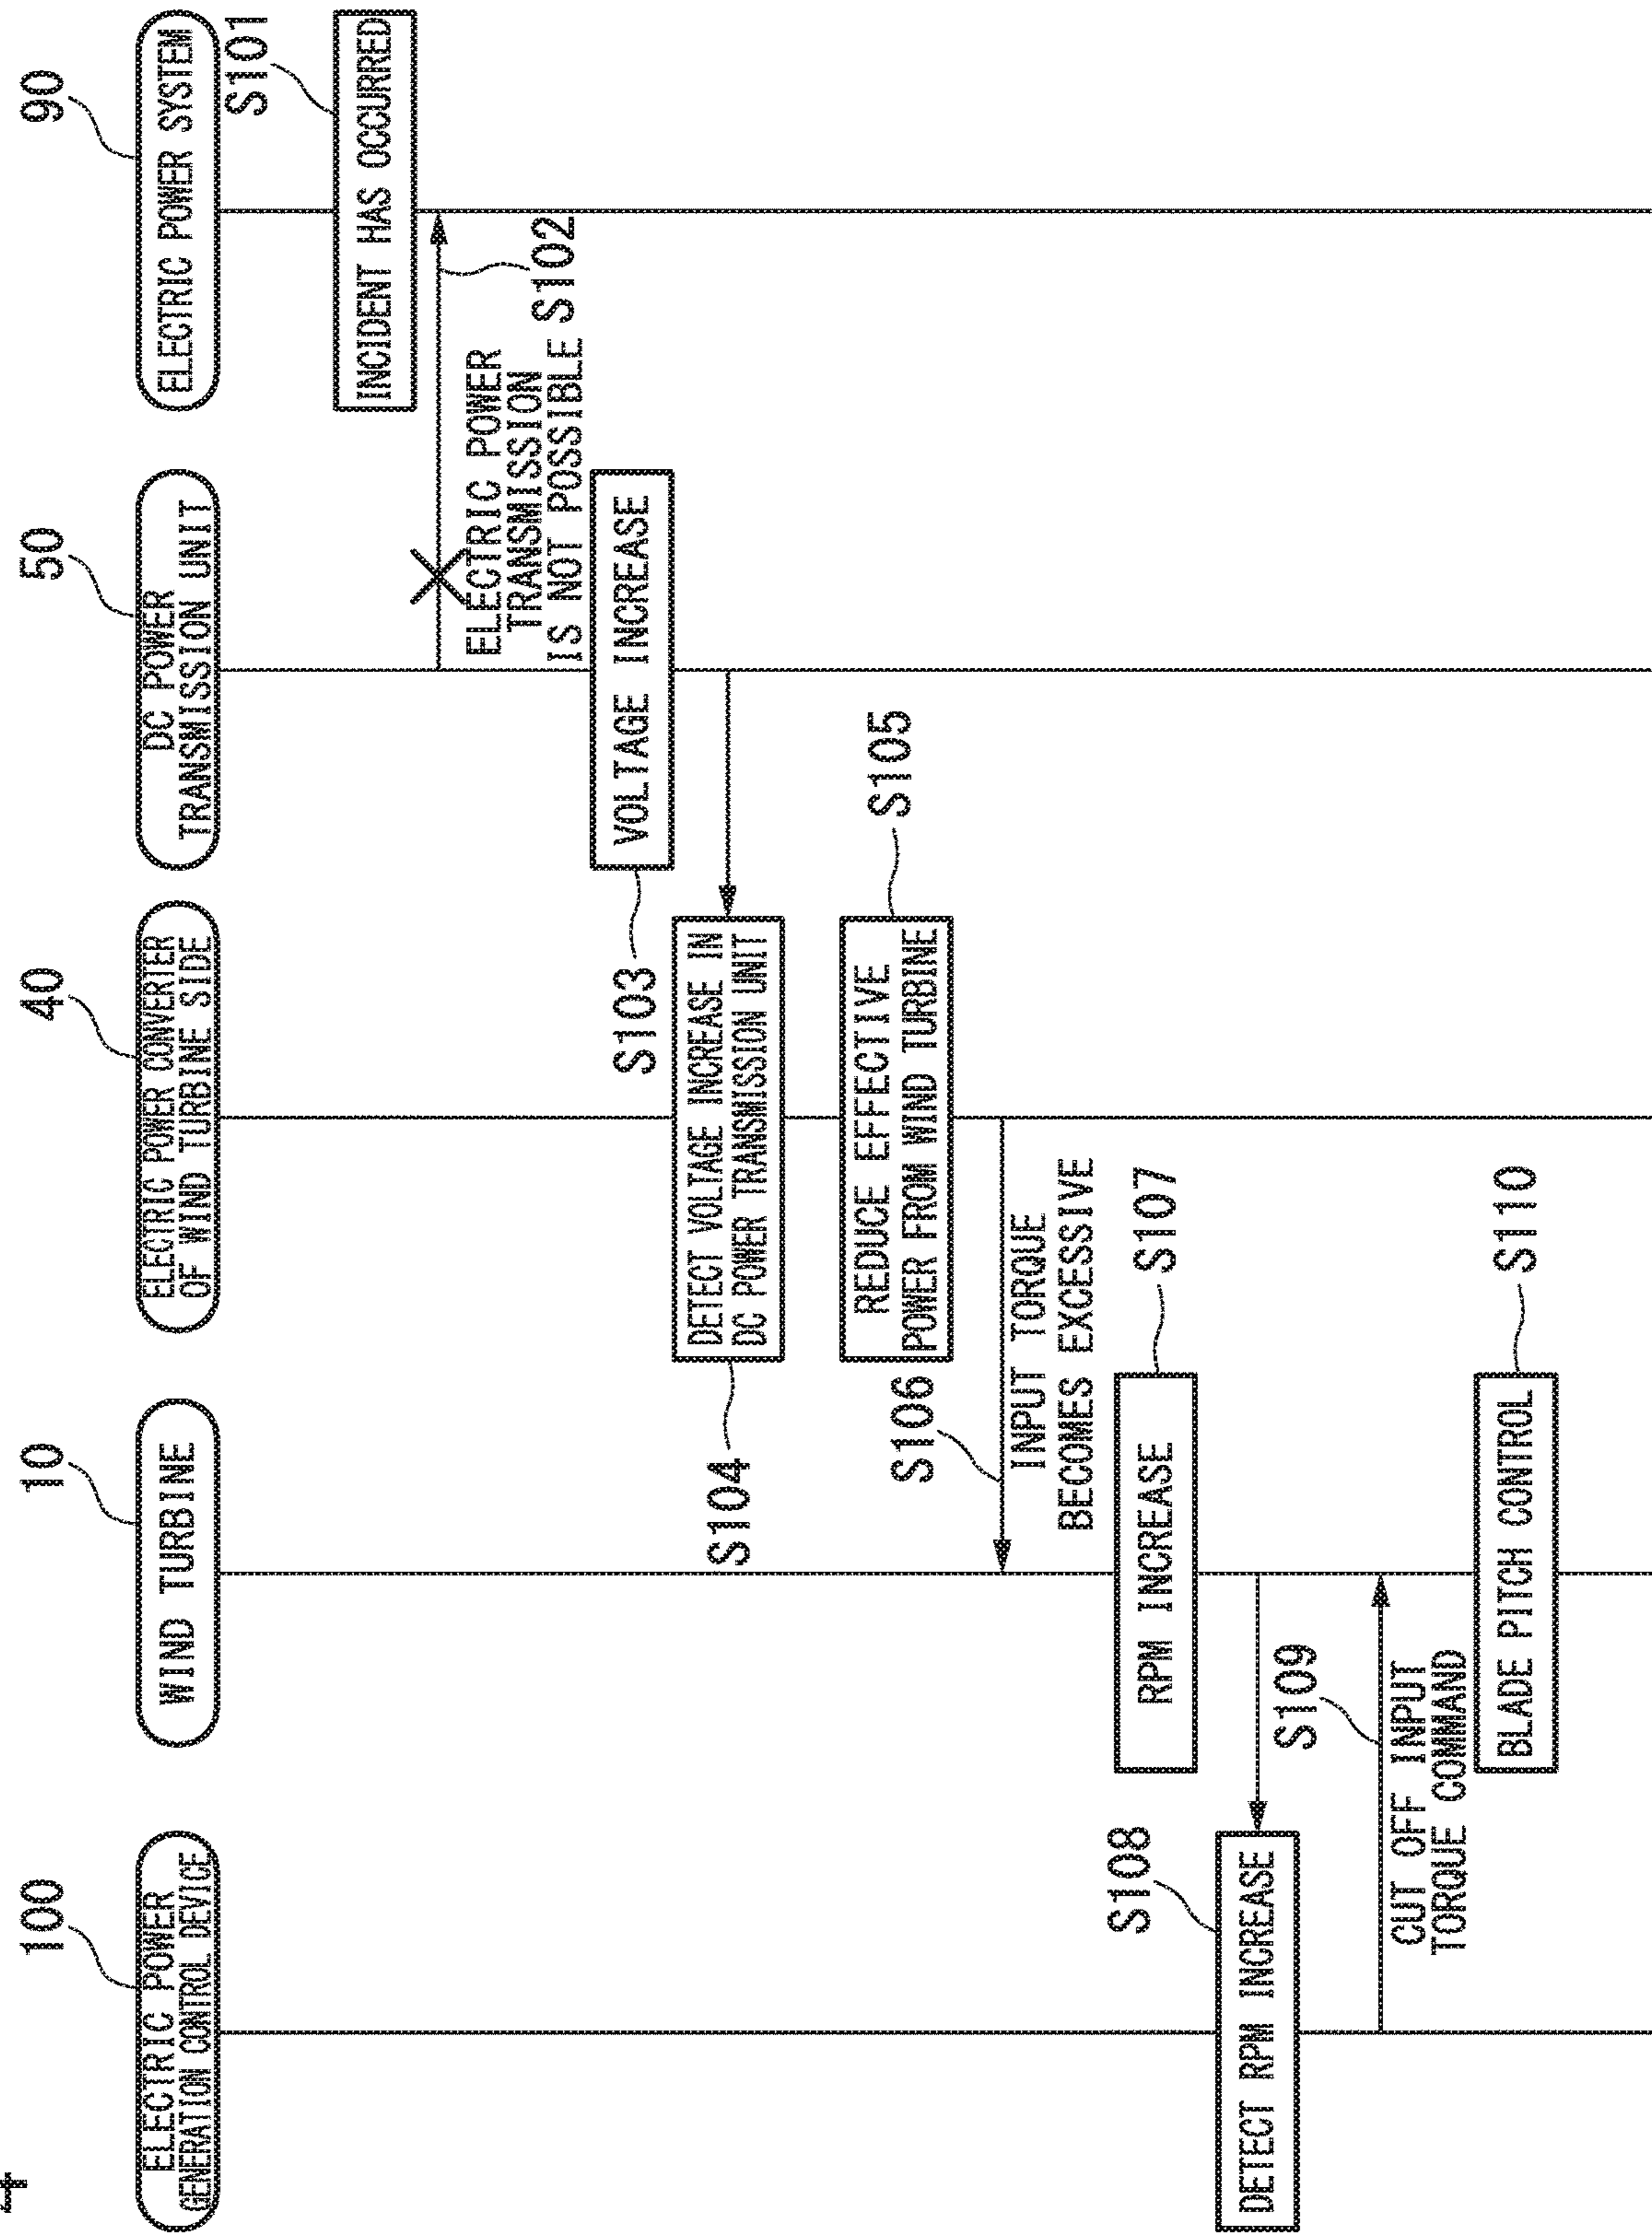 100
ELECTRIC POWER
GENERATION CONTROL DEVICE
10
WIND TURBINE
40
ELECTRIC POWER CONVERTER
OF WIND TURBINE SIDE
50
DC POWER
TRANSMISSION UNIT
90
ELECTRIC POWER SYSTEM
S101
INCIDENT HAS OCCURRED
S102
ELECTRIC POWER
TRANSMISSION
IS NOT POSSIBLE
VOLTAGE INCREASE
S103
DETECT VOLTAGE INCREASE IN
DC POWER TRANSMISSION UNIT
S104
S105
REDUCE EFFECTIVE
POWER FROM WIND TURBINE
S106
INPUT TORQUE
BECOMES EXCESSIVE
S107
RPM INCREASE
S108
DETECT RPM INCREASE
S109
CUT OFF INPUT
TORQUE COMMAND
S110
BLADE PITCH CONTROL